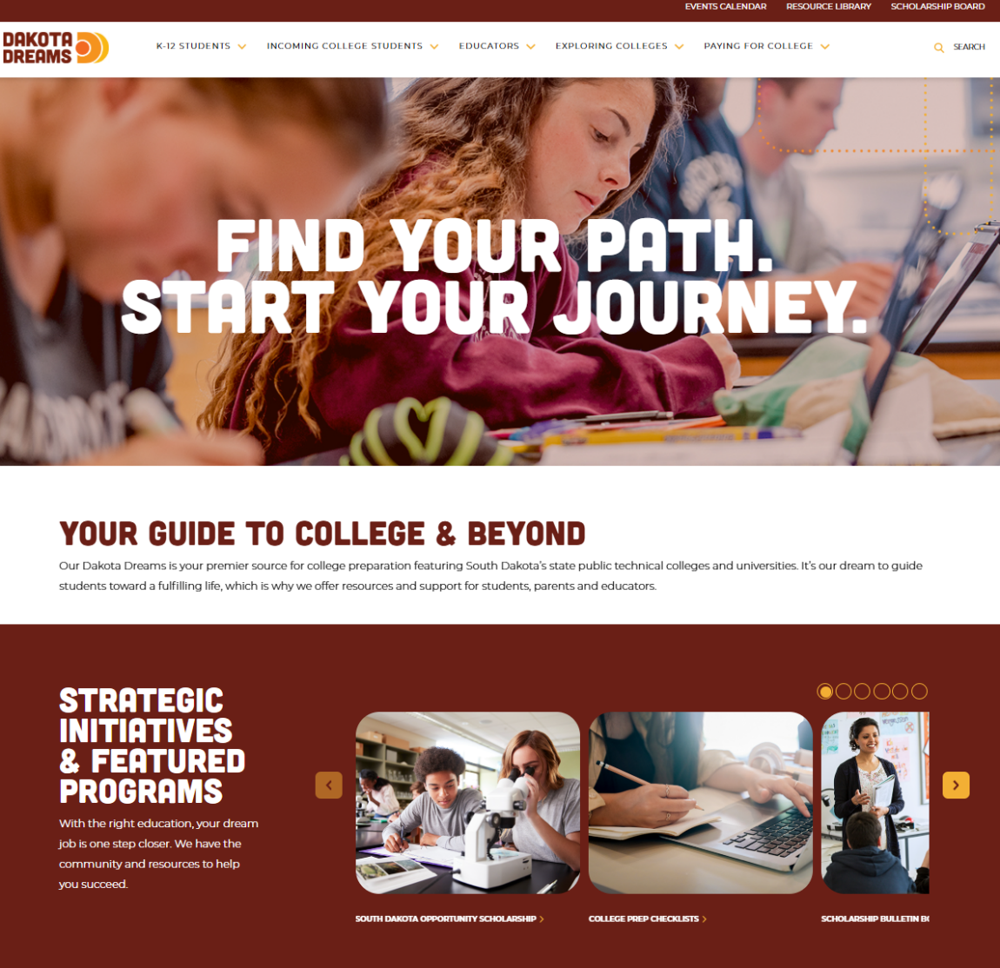 EVENTS CALENDAR RESOURCE LIBRARY SCHOLARSHIP BOARD
DAKOTA
DREAMS
K-12 STUDENTS INCOMING COLLEGE STUDENTS EDUCATORS EXPLORING COLLEGES PAYING FOR COLLEGE SEARCH
FIND YOUR PATH.
START YOUR JOURNEY.
YOUR GUIDE TO COLLEGE & BEYOND
Our Dakota Dreams is your premier source for college preparation featuring South Dakota's state public technical colleges and universities. It's our dream to guide
students toward a fulfilling life, which is why we offer resources and support for students, parents and educators.
STRATEGIC
INITIATIVES
& FEATURED
PROGRAMS
With the right education, your dream
job is one step closer. We have the
community and resources to help
you succeed.
SOUTH DAKOTA OPPORTUNITY SCHOLARSHIP
COLLEGE PREP CHECKLISTS
SCHOLARSHIP BULLETIN